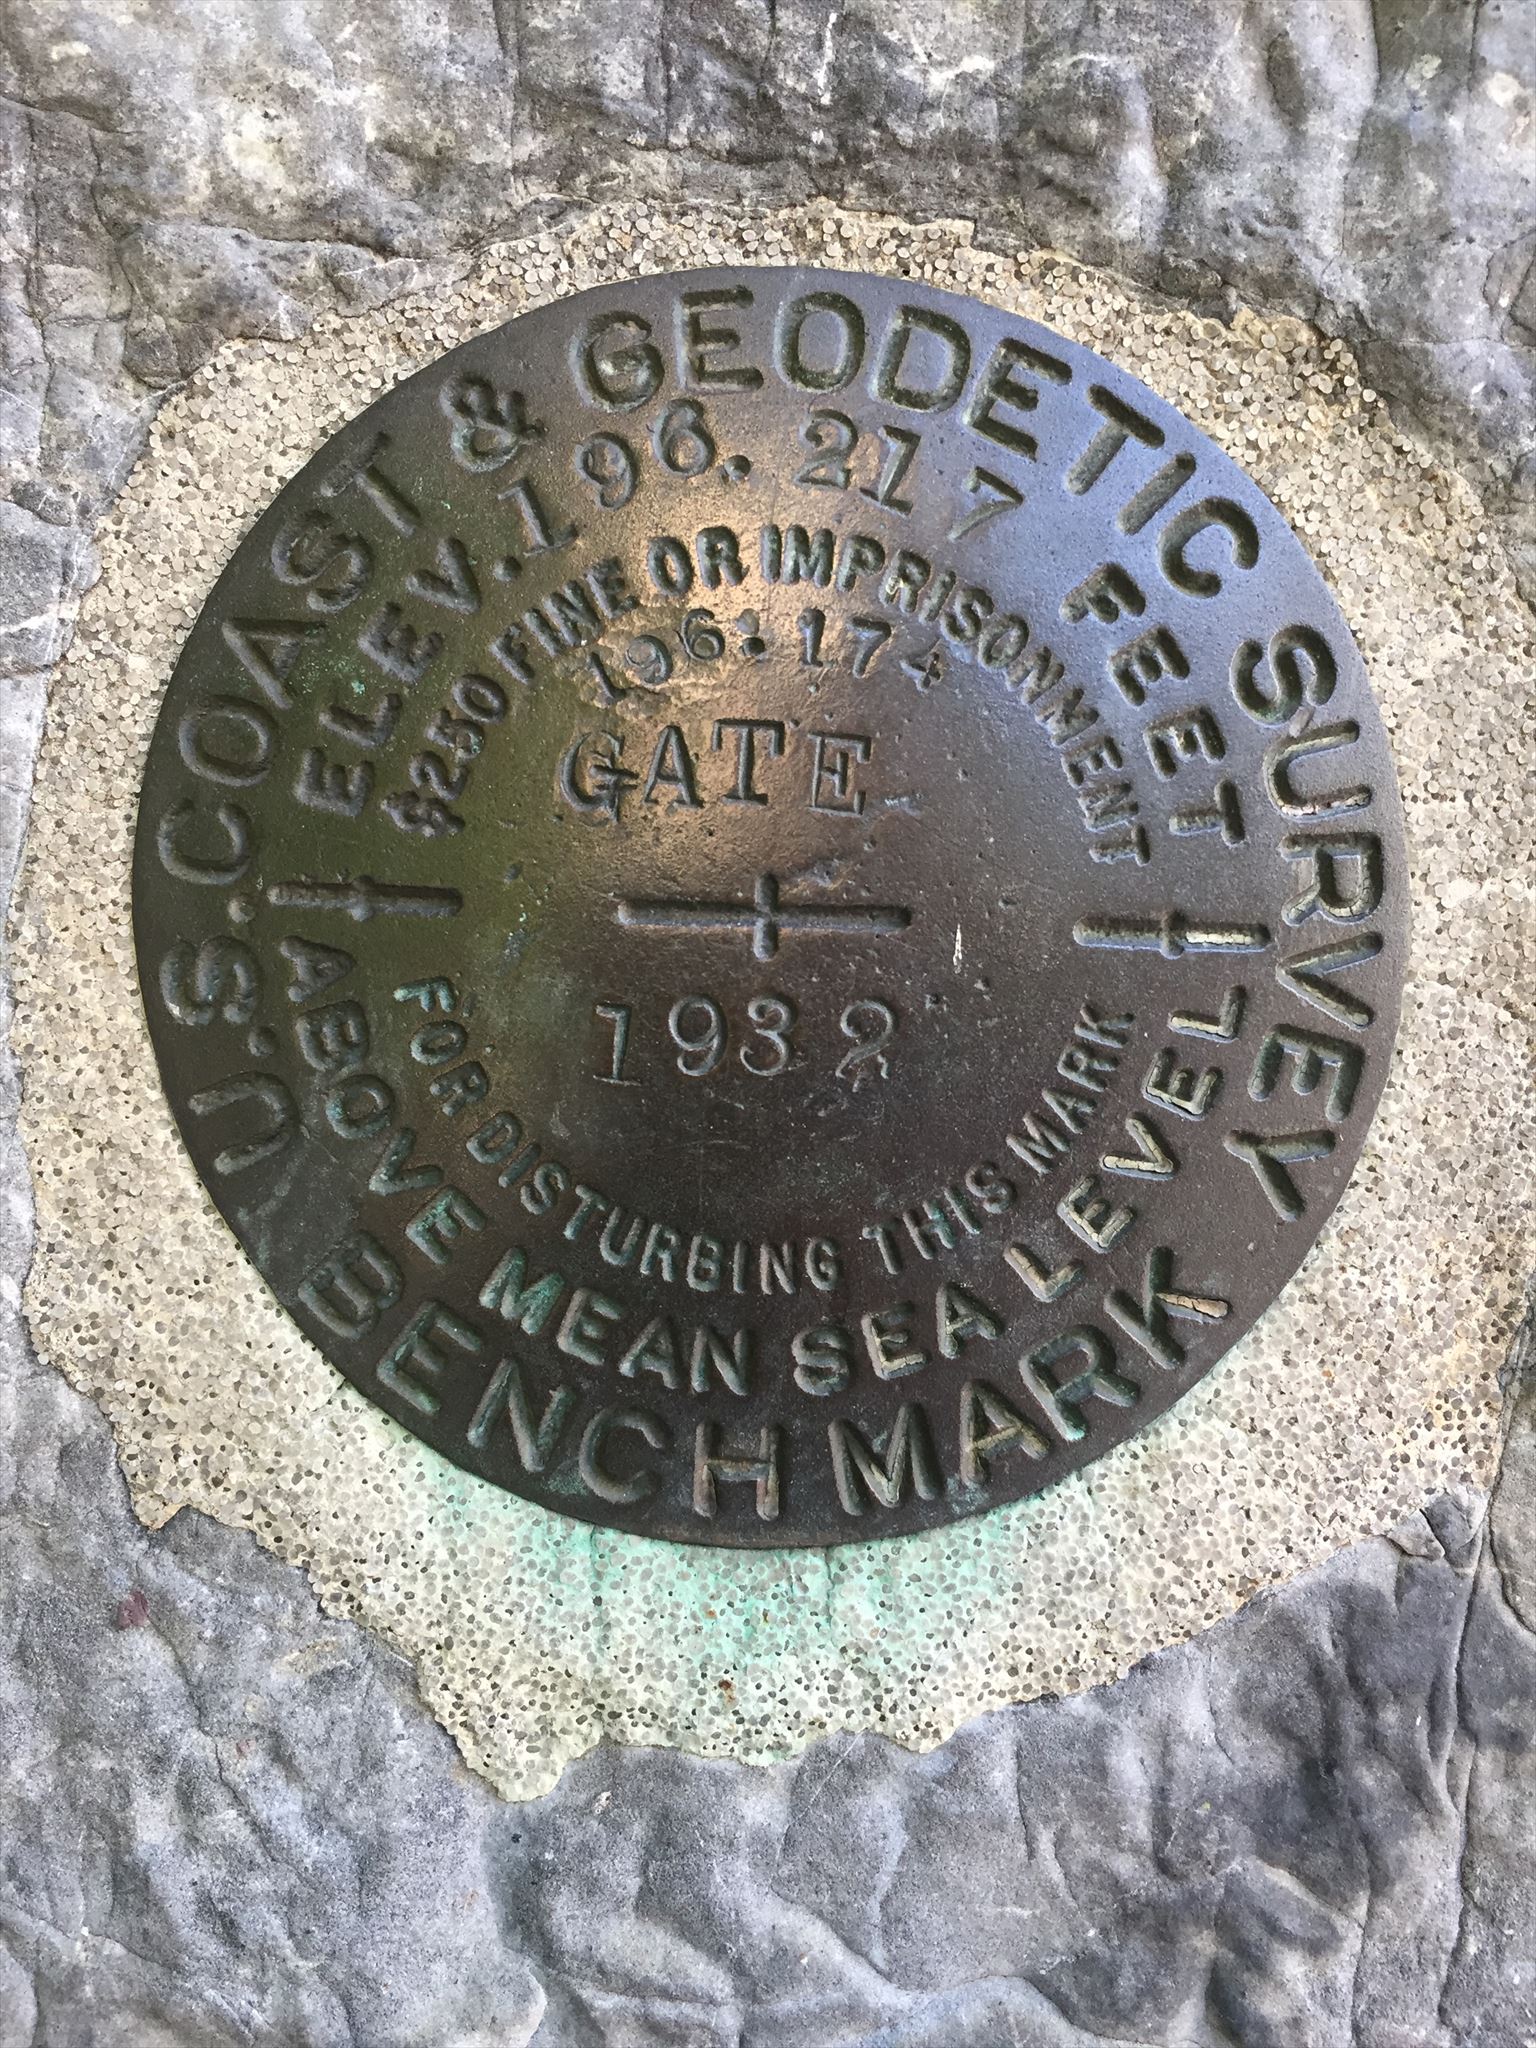 U.S. COAST & GEODETIC SURVEY
ELEV. 196. 217 FEET
$250 FINE OR IMPRISONMENT
196.174
GATE
1932
FOR DISTURBING THIS MARK
ABOVE MEAN SEA LEVEL
BENCH MARK